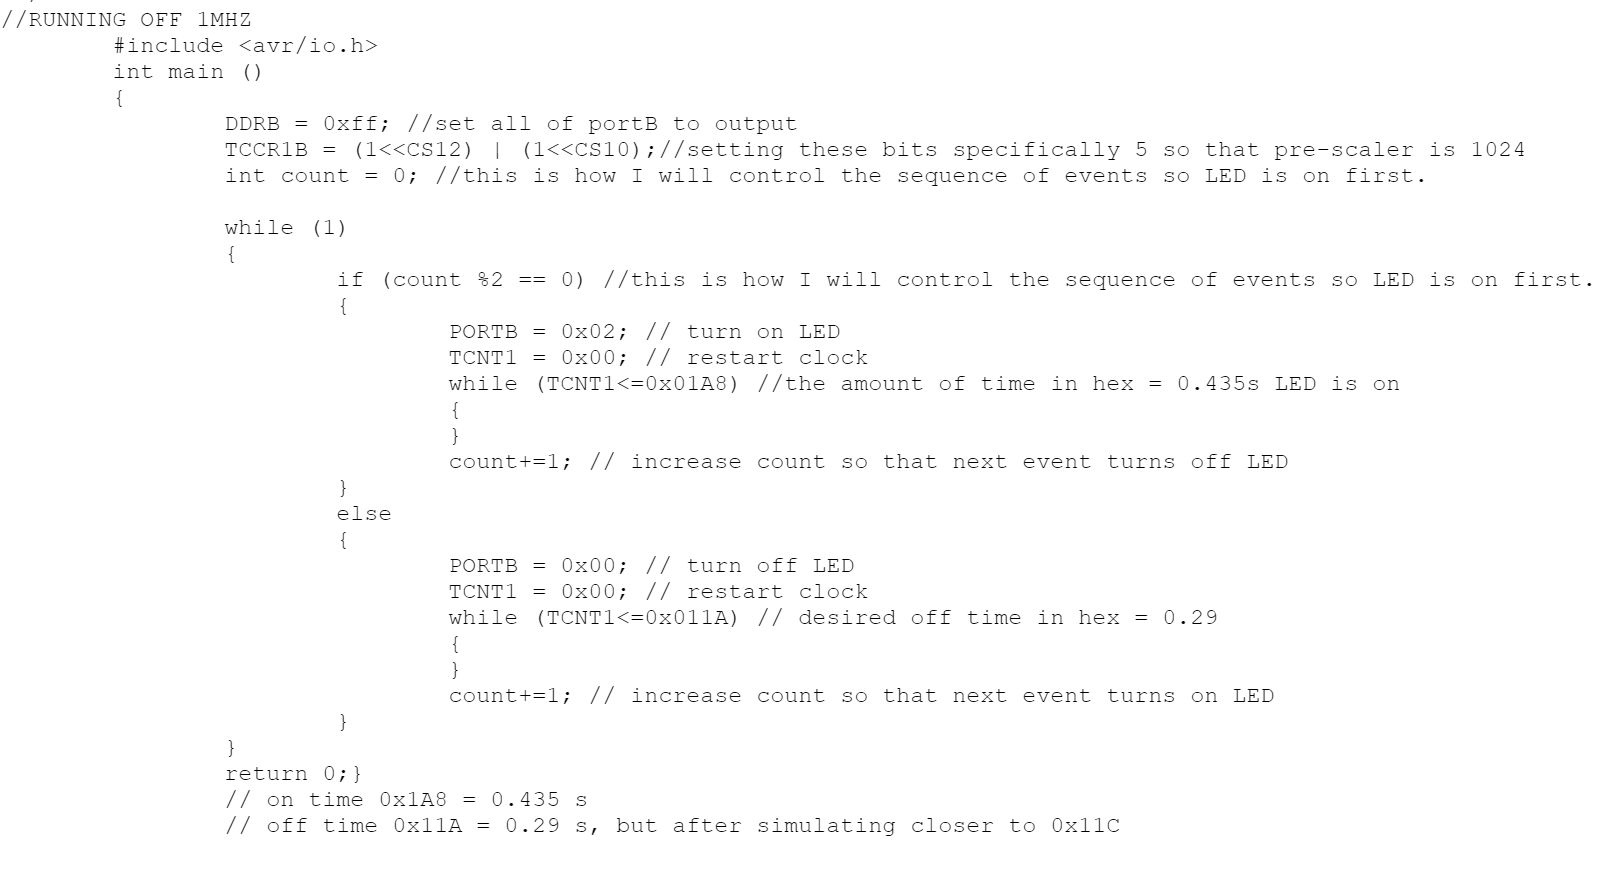 //RUNNING OFF 1MHZ
#include <avr/io.h>
int main ()
{
DDRB = 0xff; //set all of portB to output
TCCR1B = (1<<CS12) | (1<<CS10);//setting these bits specifically 5 so that pre-scaler is 1024
int count = 0; //this is how I will control the sequence of events so LED is on first.
while (1)
{
if (count %2 == 0) //this is how I will control the sequence of events so LED is on first.
{
PORTB = 0x02; // turn on LED
TCNT1 = 0x00; // restart clock
while (TCNT1<=0x01A8) //the amount of time in hex = 0.435s LED is on
{
}
count+=1; // increase count so that next event turns off LED
}
else
{
PORTB = 0x00; // turn off LED
TCNT1 = 0x00; // restart clock
while (TCNT1<=0x011A) // desired off time in hex = 0.29
{
}
count+=1; // increase count so that next event turns on LED
}
}
return 0;}
// on time 0x1A8 = 0.435 s
// off time 0x11A = 0.29 s, but after simulating closer to 0x11C